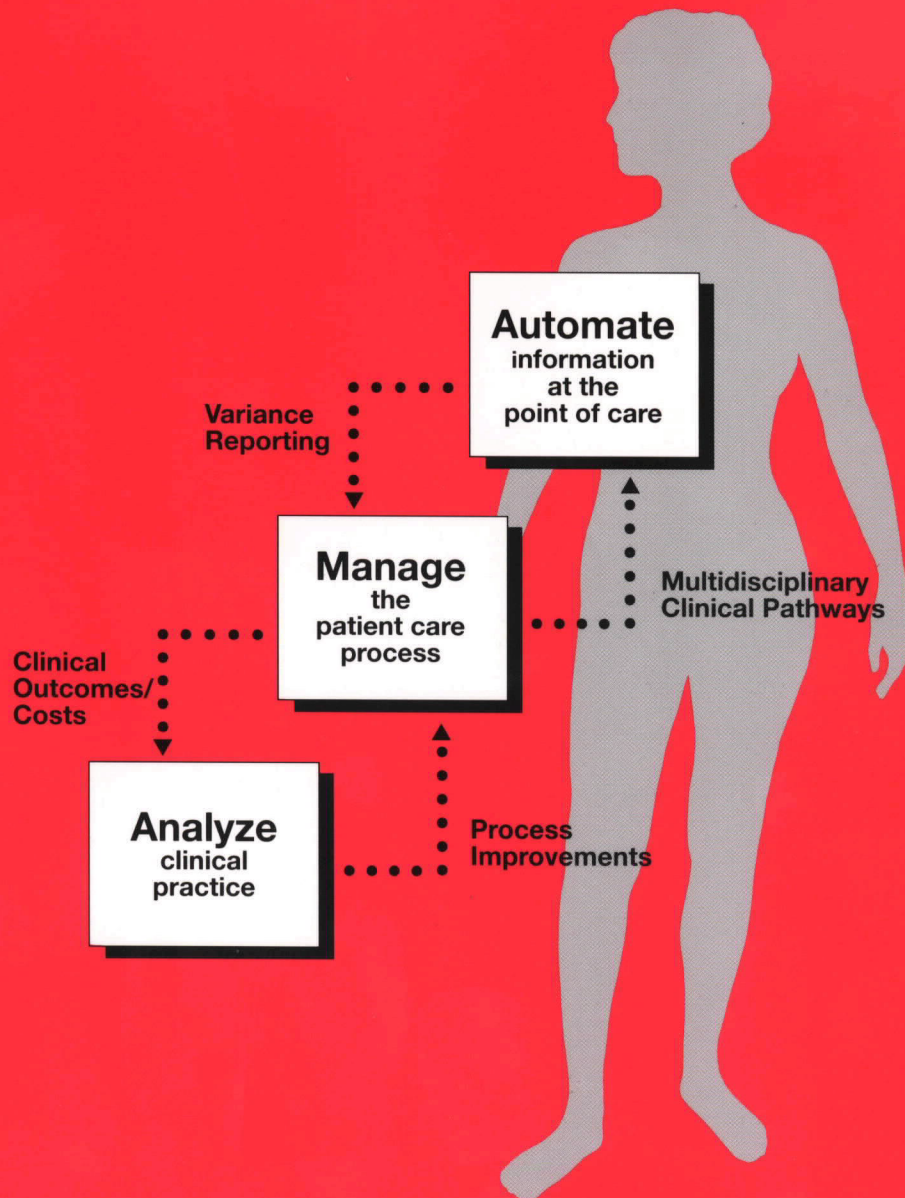 Automate
information
at the
point of care
Variance
Reporting
Manage
the
patient care
process
Multidisciplinary
Clinical Pathways
Clinical
Outcomes/
Costs
Analyze
clinical
practice
Process
Improvements